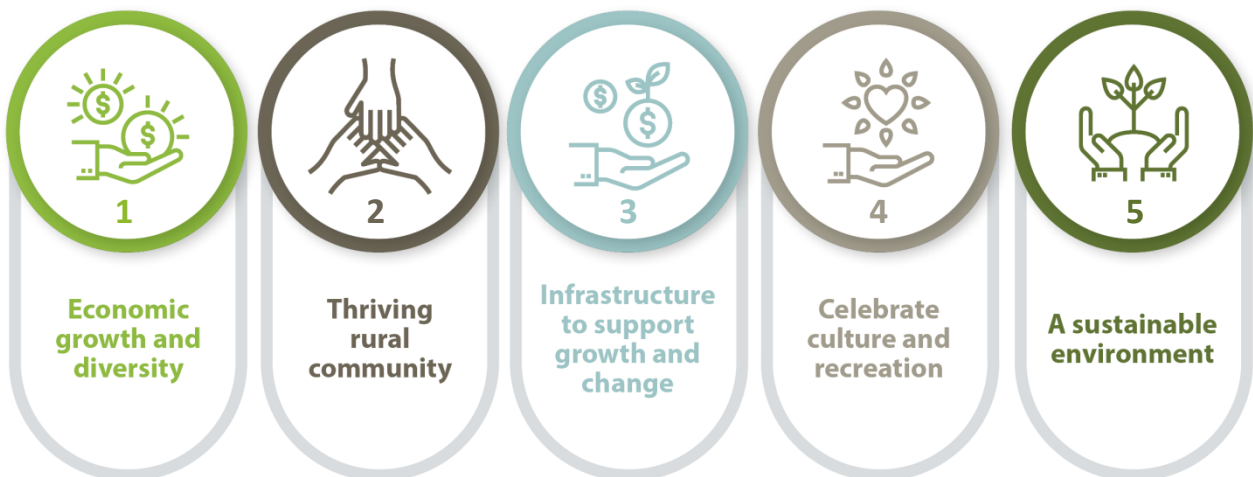 $ $
1
Economic
growth and
diversity
2
Thriving
rural
community
$ $
3
Infrastructure
to support
growth and
change
4
Celebrate
culture and
recreation
5
A sustainable
environment